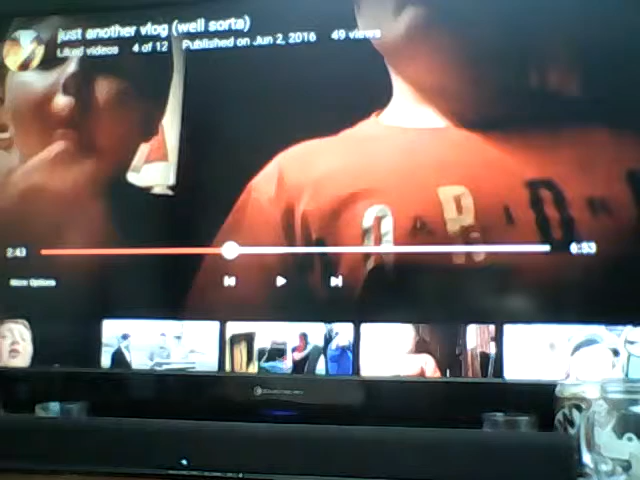 just another vlog (well sorta)
Liked videos 4 of 12 Published on Jun 2, 2016 49 views
2:43 6:53
More Options